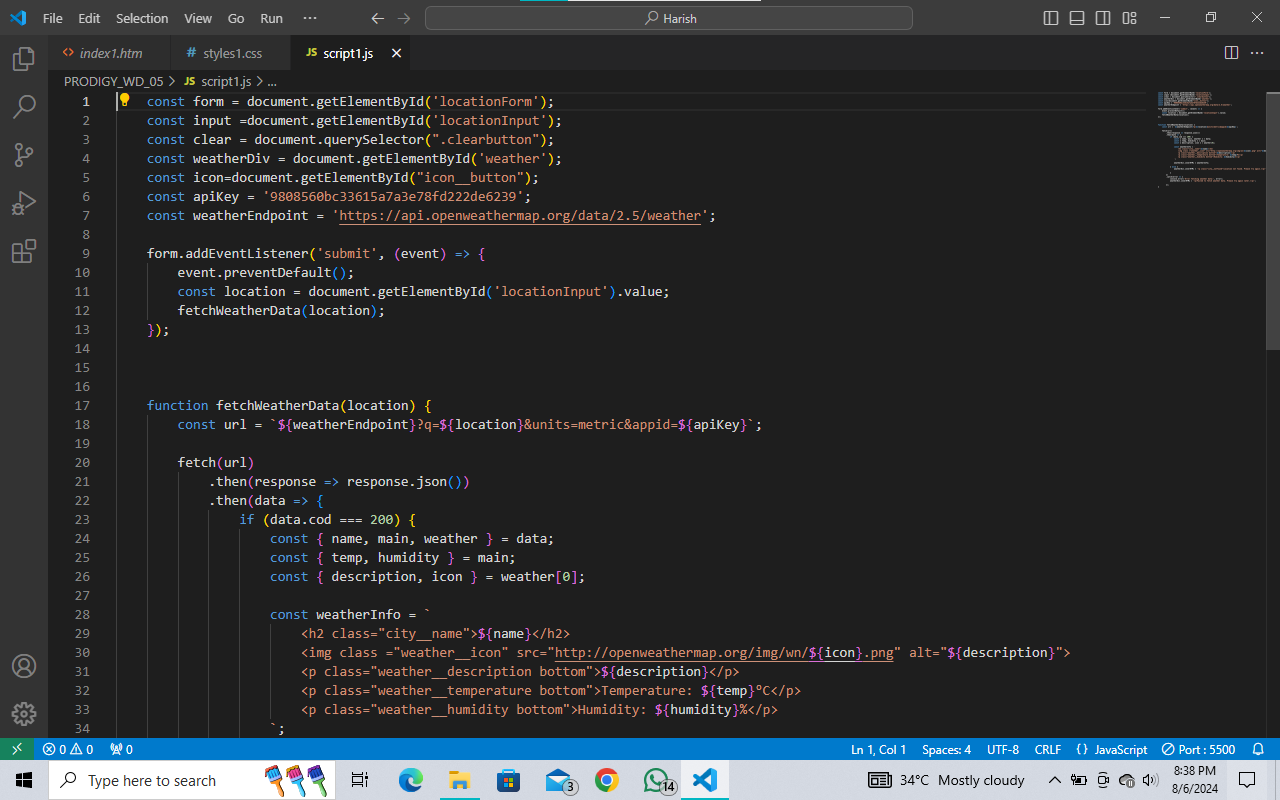 File Edit Selection View Go Run ··· Harish
index1.htm styles1.css JS script1.js
PRODIGY_WD_05 > JS script1.js > ...
1 const form = document.getElementById('locationForm');
2 const input =document.getElementById('locationInput');
3 const clear = document.querySelector(".clearbutton");
4 const weatherDiv = document.getElementById('weather');
5 const icon=document.getElementById("icon__button");
6 const apiKey = '9808560bc33615a7a3e78fd222de6239';
7 const weatherEndpoint = 'https://api.openweathermap.org/data/2.5/weather';
8
9 form.addEventListener('submit', (event) => {
10 event.preventDefault();
11 const location = document.getElementById('locationInput').value;
12 fetchWeatherData(location);
13 });
14
15
16
17 function fetchWeatherData(location) {
18 const url = `${weatherEndpoint}?q=${location}&units=metric&appid=${apiKey}`;
19
20 fetch(url)
21 .then(response => response.json())
22 .then(data => {
23 if (data.cod === 200) {
24 const { name, main, weather } = data;
25 const { temp, humidity } = main;
26 const { description, icon } = weather[0];
27
28 const weatherInfo = `
29 <h2 class="city__name">${name}</h2>
30 <img class ="weather__icon" src="http://openweathermap.org/img/wn/${icon}.png" alt="${description}">
31 <p class="weather__description bottom">${description}</p>
32 <p class="weather__temperature bottom">Temperature: ${temp}°C</p>
33 <p class="weather__humidity bottom">Humidity: ${humidity}%</p>
34 `;
0 0 0 Ln 1, Col 1 Spaces: 4 UTF-8 CRLF {} JavaScript Port : 5500
Type here to search 3 14 34°C Mostly cloudy 8:38 PM
8/6/2024